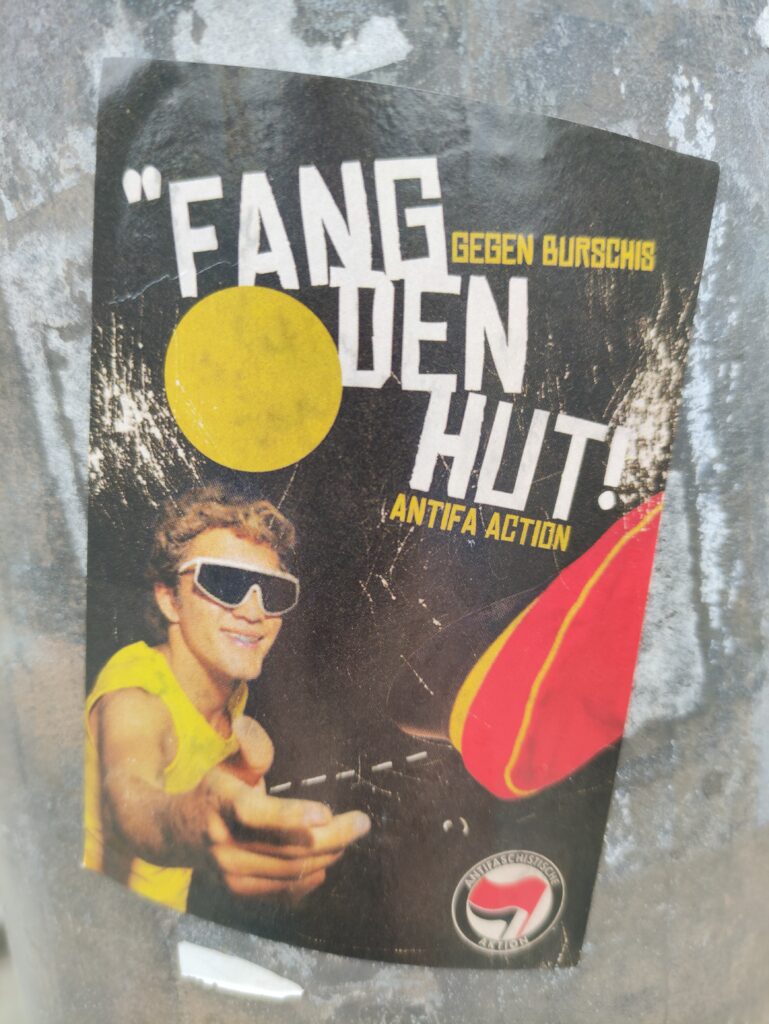 "FANG
GEGEN BURSCHIS
DEN
HUT!
ANTIFA ACTION
ANTIFASCHISTISCHE
AKTION